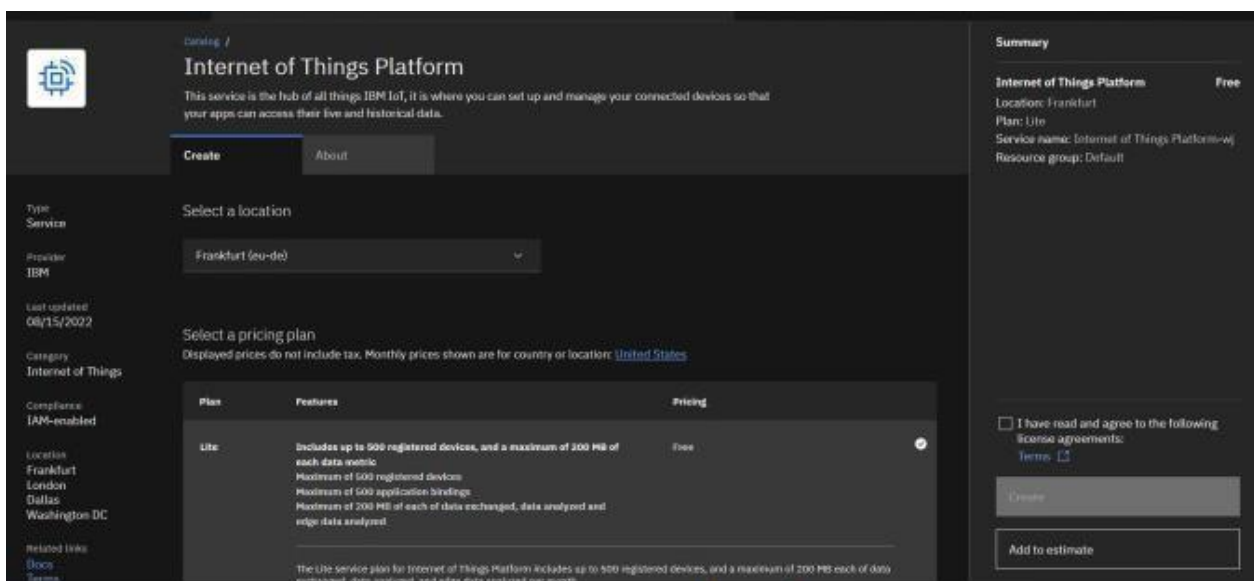 Catalog /
Internet of Things Platform
This service is the hub of all things IBM IoT, it is where you can set up and manage your connected devices so that
your apps can access their live and historical data.
Create
About
Type
Service
Provider
IBM
Last updated
08/15/2022
Category
Internet of Things
Compliance
IAM-enabled
Location
Frankfurt
London
Dallas
Washington DC
Related links
Docs
Terms
Select a location
Frankfurt (eu-de)
Select a pricing plan
Displayed prices do not include tax. Monthly prices shown are for country or location: United States
Plan
Features
Pricing
Lite
Includes up to 500 registered devices, and a maximum of 200 MB of
each data metric
Free
Maximum of 500 registered devices
Maximum of 500 application bindings
Maximum of 200 MB of each of data exchanged, data analyzed and
edge data analyzed
The Lite service plan for Internet of Things Platform includes up to 500 registered devices, and a maximum of 200 MB each of data
exchanged, data analyzed, and edge data analyzed per month.
Summary
Internet of Things Platform
Free
Location: Frankfurt
Plan: Lite
Service name: Internet of Things Platform-wj
Resource group: Default
I have read and agree to the following
license agreements:
Terms
Create
Add to estimate